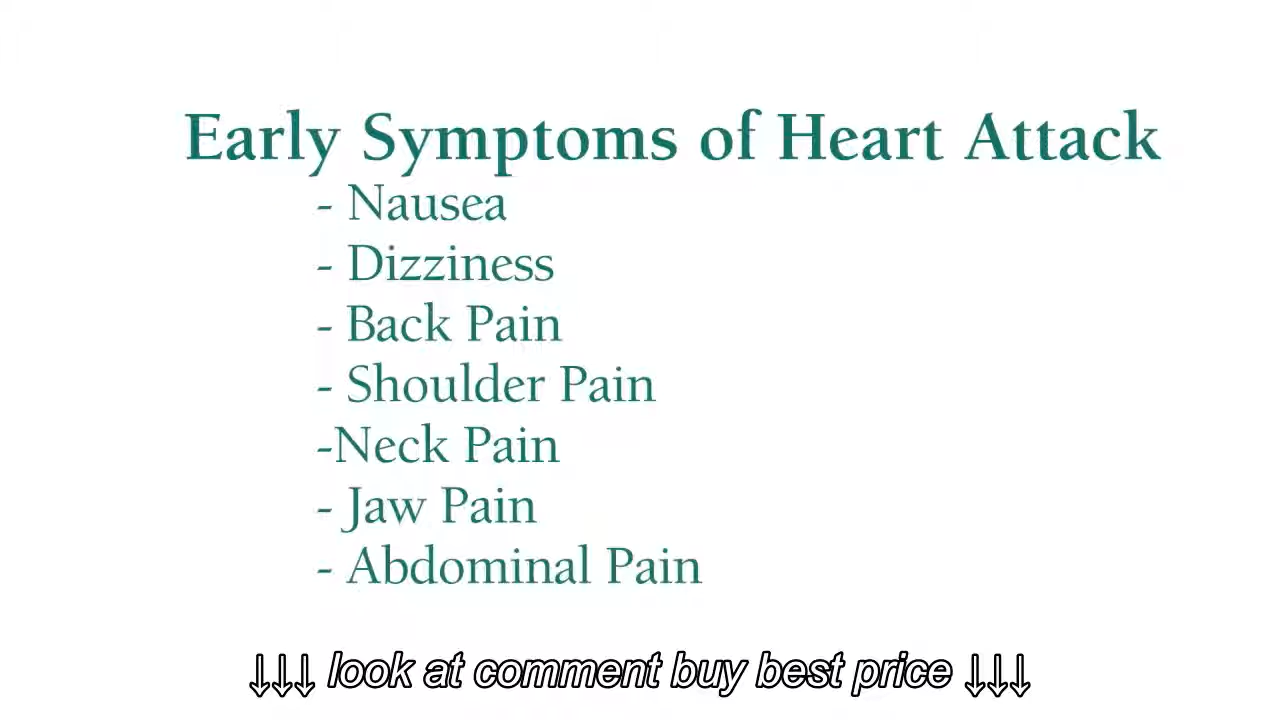 Early Symptoms of Heart Attack
- Nausea
- Dizziness
- Back Pain
- Shoulder Pain
-Neck Pain
- Jaw Pain
- Abdominal Pain
↓↓↓ look at comment buy best price ↓↓↓